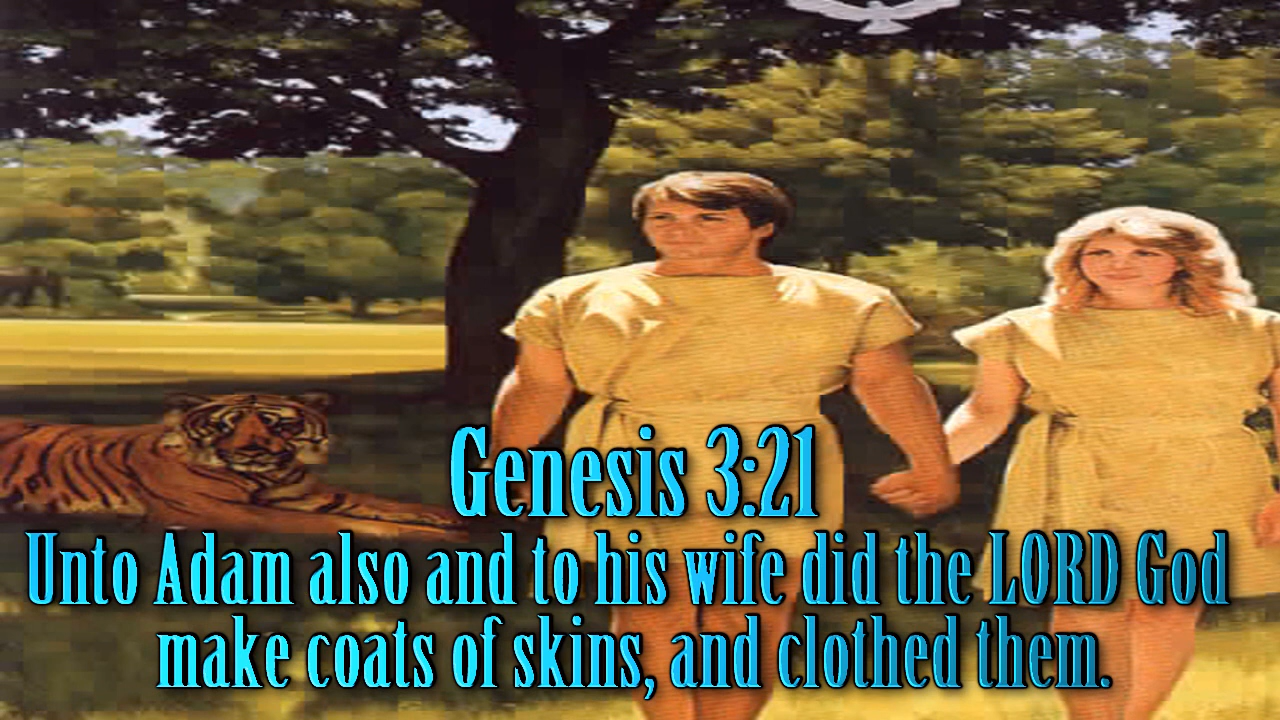 Genesis 3:21
Unto Adam also and to his wife did the LORD God
make coats of skins, and clothed them.